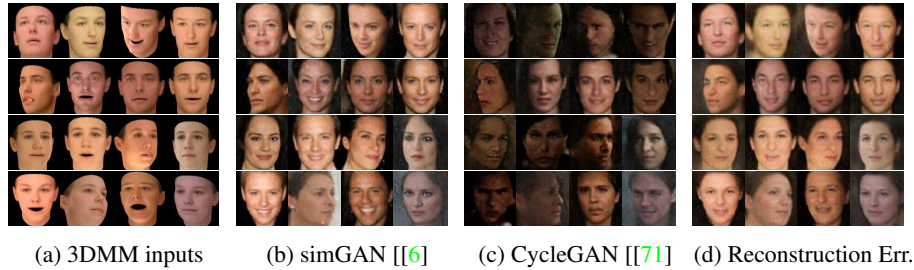 (a) 3DMM inputs (b) simGAN [[6] (c) CycleGAN [[71] (d) Reconstruction Err.